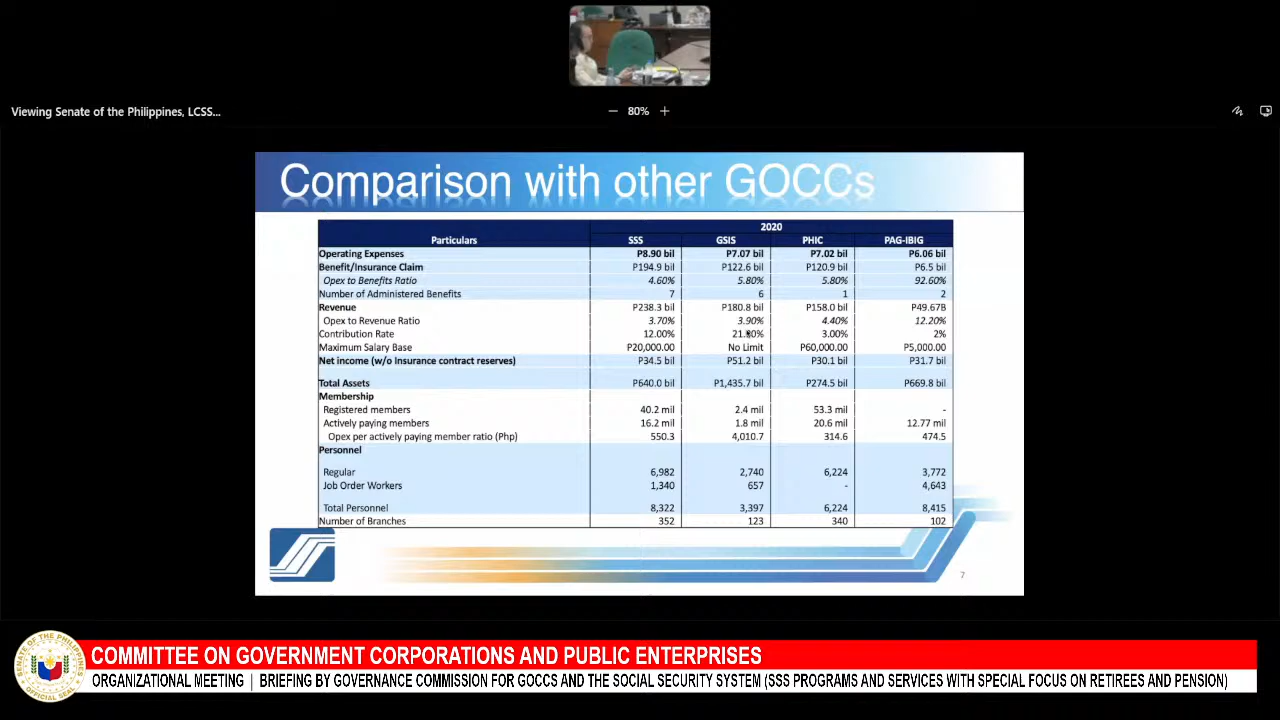 Viewing Senate of the Philippines, LCSS...
80%
Comparison with other GOCCs
Particulars 2020
SSS GSIS PHIC PAG-IBIG
Operating Expenses P8.90 bil P7.07 bil P7.02 bil P6.06 bil
Benefit/Insurance Claim P194.9 bil P122.6 bil P120.9 bil P6.5 bil
Opex to Benefits Ratio 4.60% 5.80% 5.80% 92.60%
Number of Administered Benefits 7 6 1 2
Revenue P238.3 bil P180.8 bil P158.0 bil P49.67B
Opex to Revenue Ratio 3.70% 3.90% 4.40% 12.20%
Contribution Rate 12.00% 3.00% 2%
Maximum Salary Base P20,000.00 No Limit P60,000.00 P5,000.00
Net income (w/o Insurance contract reserves) P34.5 bil P51.2 bil P30.1 bil P31.7 bil
Total Assets P640.0 bil P1,435.7 bil P274.5 bil P669.8 bil
Membership
Registered members 40.2 mil 2.4 mil 53.3 mil -
Actively paying members 16.2 mil 1.8 mil 20.6 mil 12.77 mil
Opex per actively paying member ratio (Php) 550.3 4,010.7 314.6 474.5
Personnel
Regular 6,982 2,740 6,224 3,772
Job Order Workers 1,340 657 - 4,643
Total Personnel 8,322 3,397 6,224 8,415
Number of Branches 352 123 340 102
7
COMMITTEE ON GOVERNMENT CORPORATIONS AND PUBLIC ENTERPRISES
ORGANIZATIONAL MEETING | BRIEFING BY GOVERNANCE COMMISSION FOR GOCCS AND THE SOCIAL SECURITY SYSTEM (SSS PROGRAMS AND SERVICES WITH SPECIAL FOCUS ON RETIREES AND PENSION)